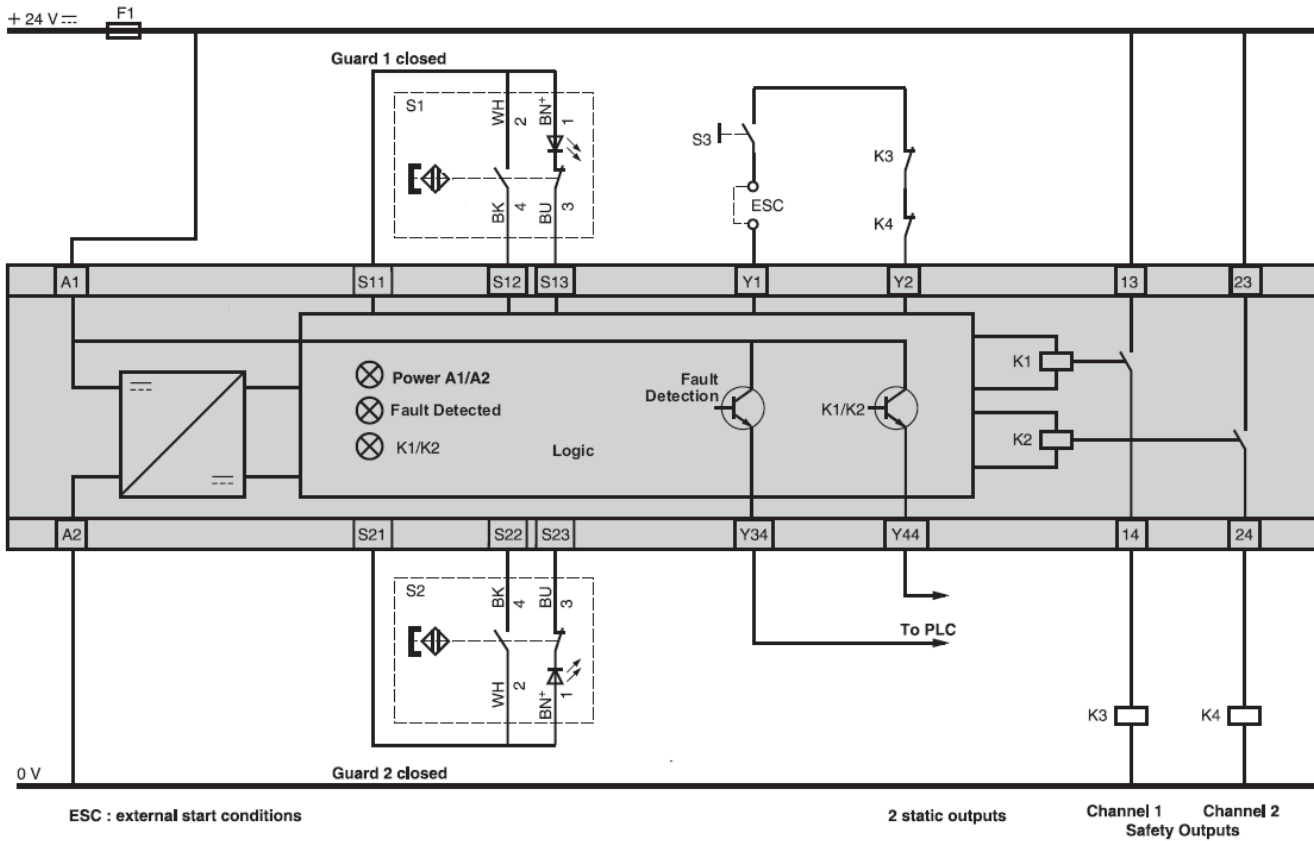 + 24 V
F1
Guard 1 closed
S1
WH
2
BN+
1
BK
4
BU
3
S3
ESC
K3
K4
A1
S11
S12
S13
Y1
Y2
13
23
Power A1/A2
Fault Detected
K1/K2
Logic
Fault
Detection
K1/K2
K1
K2
A2
S21
S22
S23
Y34
Y44
14
24
S2
BK
4
BU
3
WH
2
BN+
1
To PLC
K3
K4
0 V
Guard 2 closed
ESC : external start conditions
2 static outputs
Channel 1
Channel 2
Safety Outputs